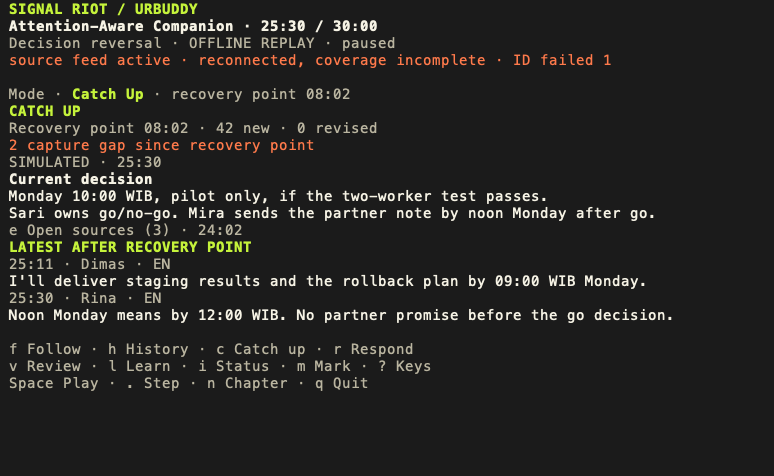 SIGNAL RIOT / URBUDDY
Attention-Aware Companion · 25:30 / 30:00
Decision reversal · OFFLINE REPLAY · paused
source feed active · reconnected, coverage incomplete · ID failed 1
Mode · Catch Up · recovery point 08:02
CATCH UP
Recovery point 08:02 · 42 new · 0 revised
2 capture gap since recovery point
SIMULATED · 25:30
Current decision
Monday 10:00 WIB, pilot only, if the two-worker test passes.
Sari owns go/no-go. Mira sends the partner note by noon Monday after go.
e Open sources (3) · 24:02
LATEST AFTER RECOVERY POINT
25:11 · Dimas · EN
I'll deliver staging results and the rollback plan by 09:00 WIB Monday.
25:30 · Rina · EN
Noon Monday means by 12:00 WIB. No partner promise before the go decision.
f Follow · h History · c Catch up · r Respond
v Review · l Learn · i Status · m Mark · ? Keys
Space Play · . Step · n Chapter · q Quit